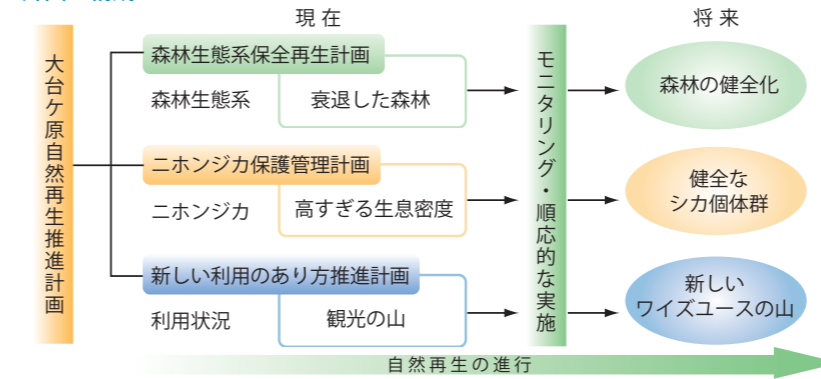 現在
将来
大台ケ原自然再生推進計画
森林生態系保全再生計画
森林生態系
衰退した森林
ニホンジカ保護管理計画
ニホンジカ
高すぎる生息密度
新しい利用のあり方推進計画
利用状況
観光の山
モニタリング・順応的な実施
森林の健全化
健全な
シカ個体群
新しい
ワイズユースの山
自然再生の進行